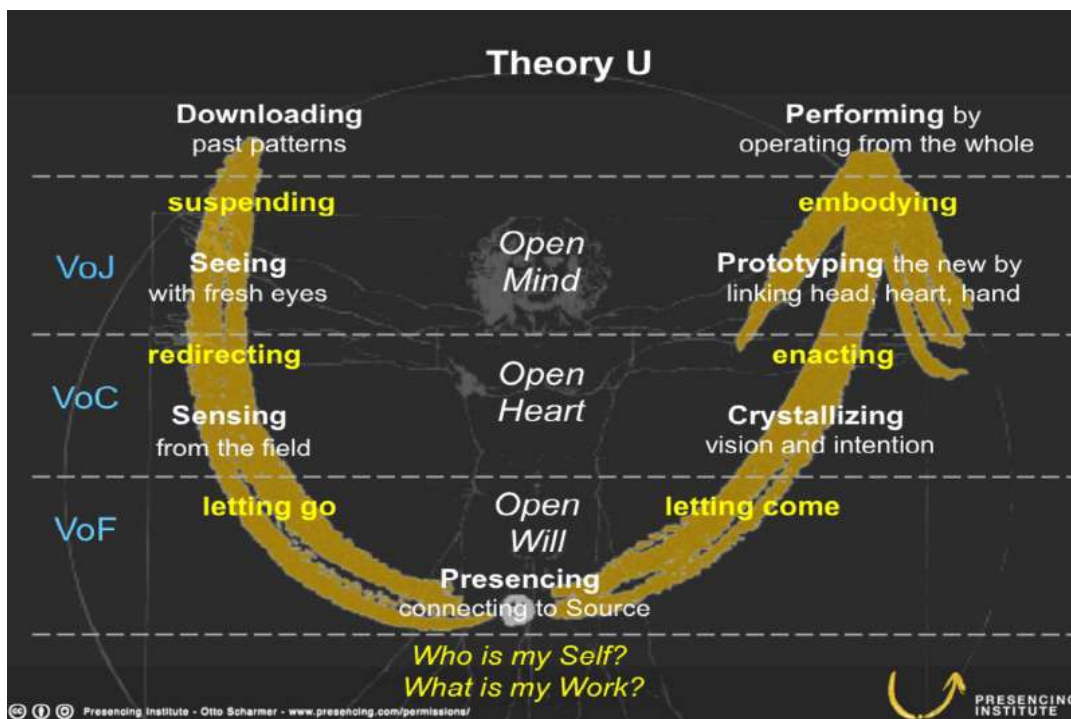 Theory U
Downloading
past patterns
Performing by
operating from the whole
suspending
embodying
VoJ
Seeing
with fresh eyes
Open
Mind
Prototyping the new by
linking head, heart, hand
redirecting
enacting
VoC
Sensing
from the field
Open
Heart
Crystallizing
vision and intention
letting go
letting come
VoF
Open
Will
Presencing
connecting to Source
Who is my Self?
What is my Work?
Presencing Institute - Otto Scharmer - www.presencing.com/permissions/
PRESENCING
INSTITUTE